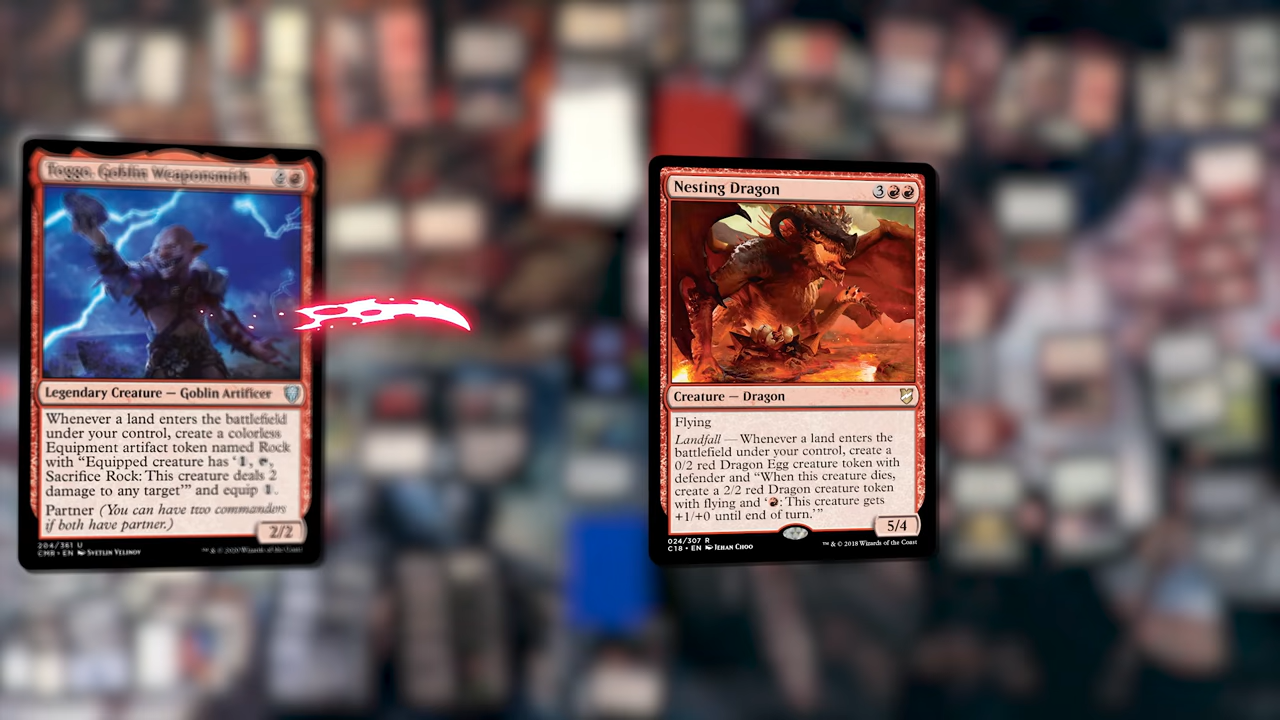 Toggo, Goblin Weaponsmith
Legendary Creature — Goblin Artificer
Whenever a land enters the battlefield
under your control, create a colorless
Equipment artifact token named Rock
with “Equipped creature has ‘1, ,
Sacrifice Rock: This creature deals 2
damage to any target’” and equip 1.
Partner (You can have two commanders
if both have partner.)
2/2
204/361 U
CMR • EN Svetlin Velinov
™ & © 2020 Wizards of the Coast
Nesting Dragon 3
Creature — Dragon
Flying
Landfall — Whenever a land enters the
battlefield under your control, create a
0/2 red Dragon Egg creature token with
defender and “When this creature dies,
create a 2/2 red Dragon creature token
with flying and ‘ : This creature gets
+1/+0 until end of turn.’”
5/4
024/307 R
C18 • EN Jehan Choo
™ & © 2018 Wizards of the Coast